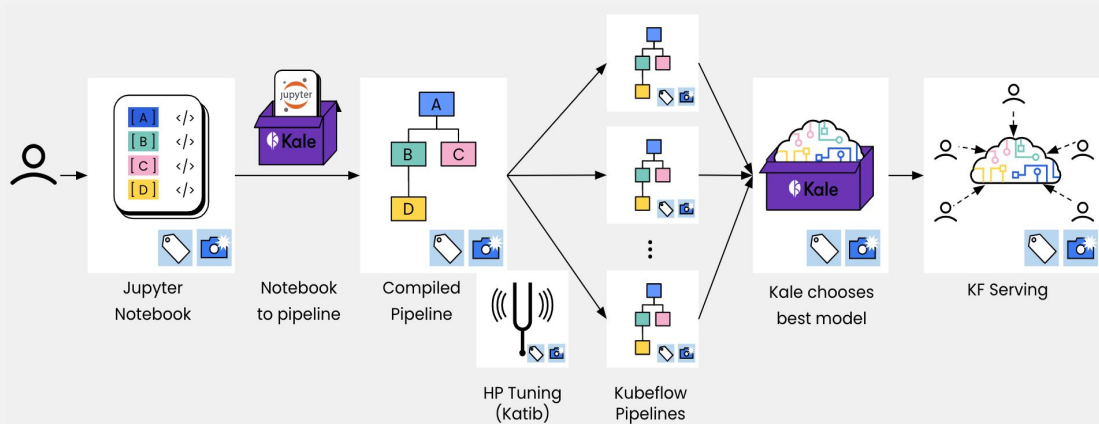 [A] </>
[B] </>
[C] </>
[D] </>
Jupyter
Notebook
jupyter
Kale
Notebook
to pipeline
A
B C
D
Compiled
Pipeline
HP Tuning
(Katib)
Kubeflow
Pipelines
Kale
Kale chooses
best model
KF Serving